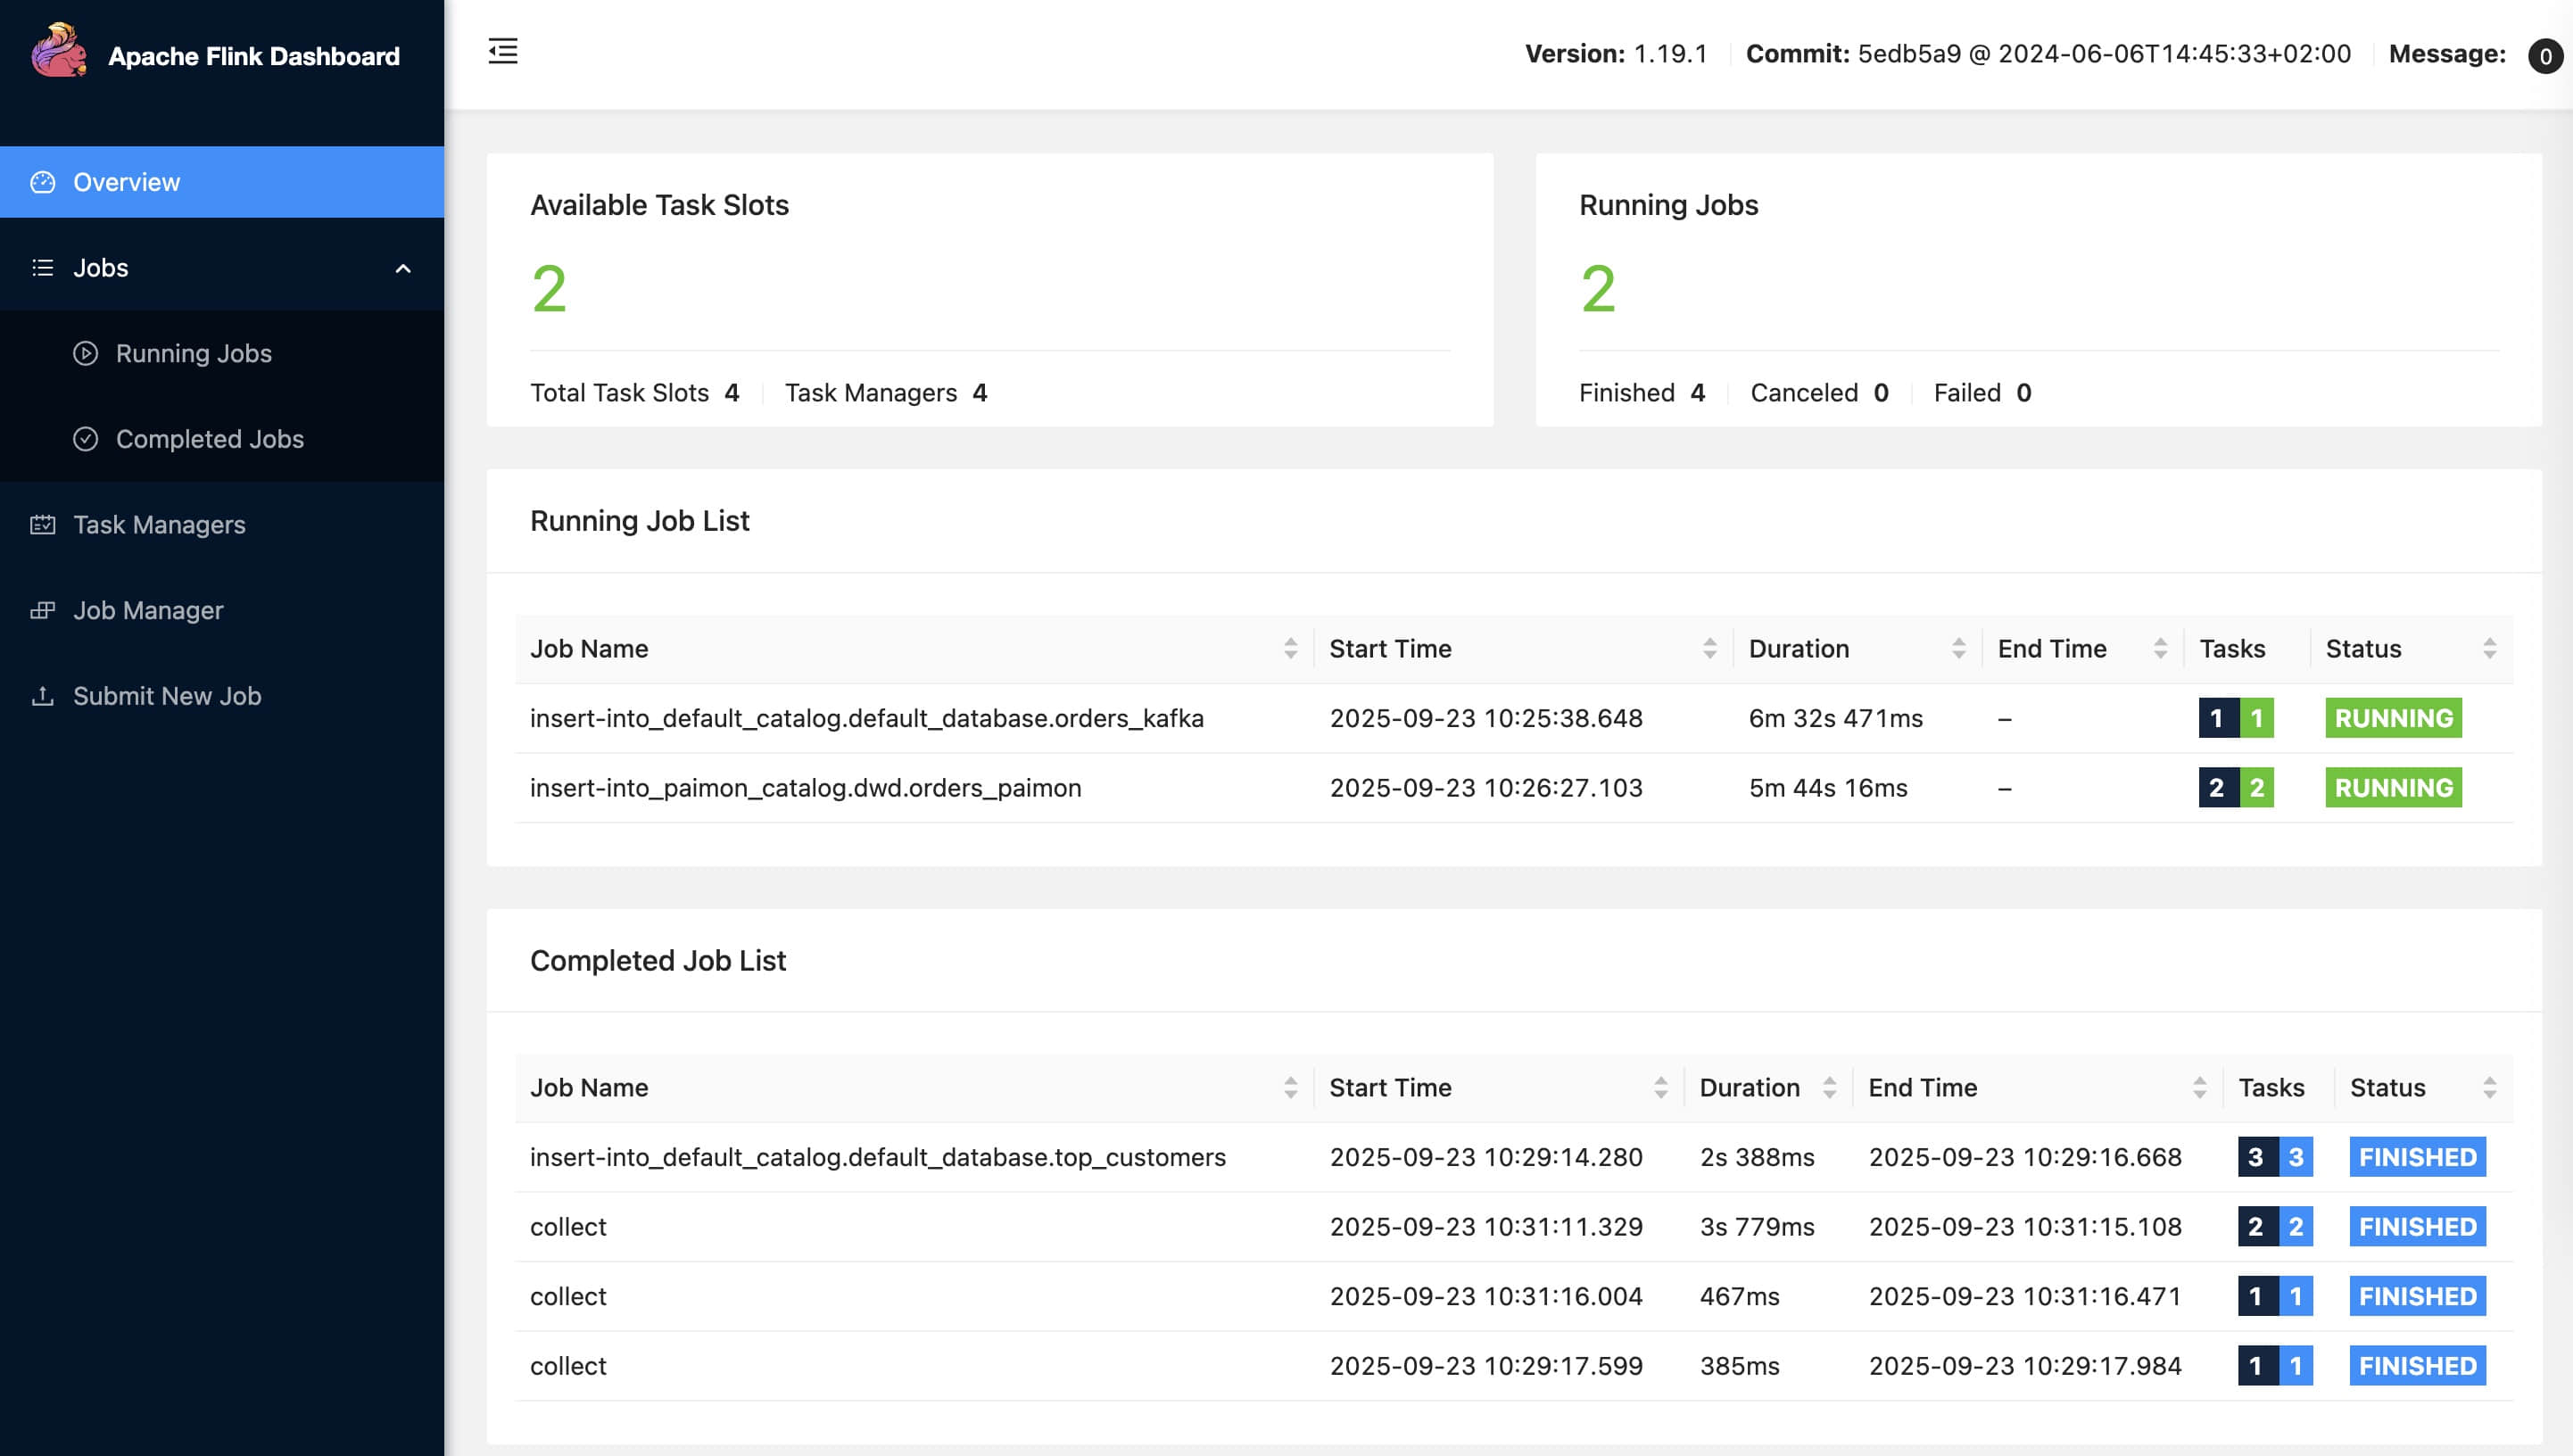 Apache Flink Dashboard
Version: 1.19.1 Commit: 5edb5a9 @ 2024-06-06T14:45:33+02:00 Message: 0
Overview
Jobs
Running Jobs
Completed Jobs
Task Managers
Job Manager
Submit New Job
Available Task Slots
2
Total Task Slots 4 Task Managers 4
Running Jobs
2
Finished 4 Canceled 0 Failed 0
Running Job List
Job Name Start Time Duration End Time Tasks Status
insert-into_default_catalog.default_database.orders_kafka 2025-09-23 10:25:38.648 6m 32s 471ms – 1 1 RUNNING
insert-into_paimon_catalog.dwd.orders_paimon 2025-09-23 10:26:27.103 5m 44s 16ms – 2 2 RUNNING
Completed Job List
Job Name Start Time Duration End Time Tasks Status
insert-into_default_catalog.default_database.top_customers 2025-09-23 10:29:14.280 2s 388ms 2025-09-23 10:29:16.668 3 3 FINISHED
collect 2025-09-23 10:31:11.329 3s 779ms 2025-09-23 10:31:15.108 2 2 FINISHED
collect 2025-09-23 10:31:16.004 467ms 2025-09-23 10:31:16.471 1 1 FINISHED
collect 2025-09-23 10:29:17.599 385ms 2025-09-23 10:29:17.984 1 1 FINISHED